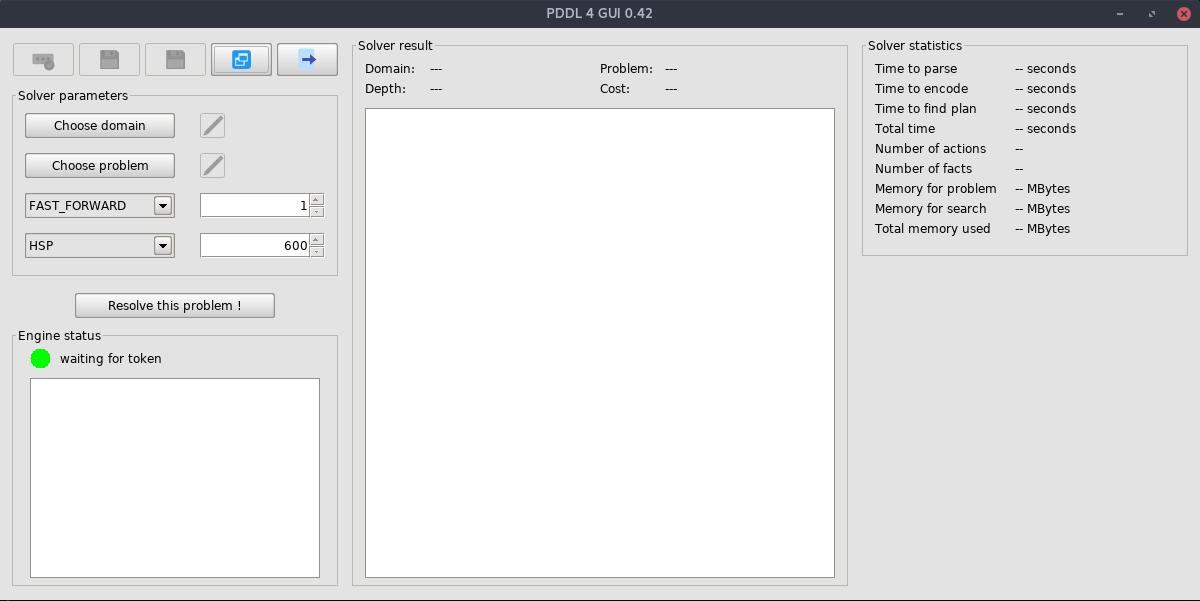 PDDL 4 GUI 0.42
Solver parameters
Choose domain
Choose problem
FAST_FORWARD 1
HSP 600
Resolve this problem !
Engine status
waiting for token
Solver result
Domain: --- Problem: ---
Depth: --- Cost: ---
Solver statistics
Time to parse -- seconds
Time to encode -- seconds
Time to find plan -- seconds
Total time -- seconds
Number of actions --
Number of facts --
Memory for problem -- MBytes
Memory for search -- MBytes
Total memory used -- MBytes